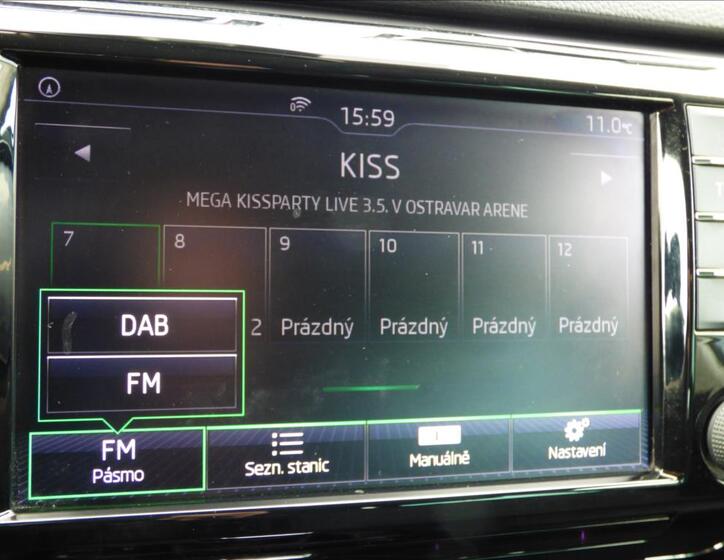 15:59
11.0°C
KISS
MEGA KISSPARTY LIVE 3.5. V OSTRAVAR ARENE
7 8 9 10 11 12
2 Prázdný Prázdný Prázdný Prázdný
DAB
FM
FM
Pásmo
Sezn. stanic
Manuálně
Nastavení